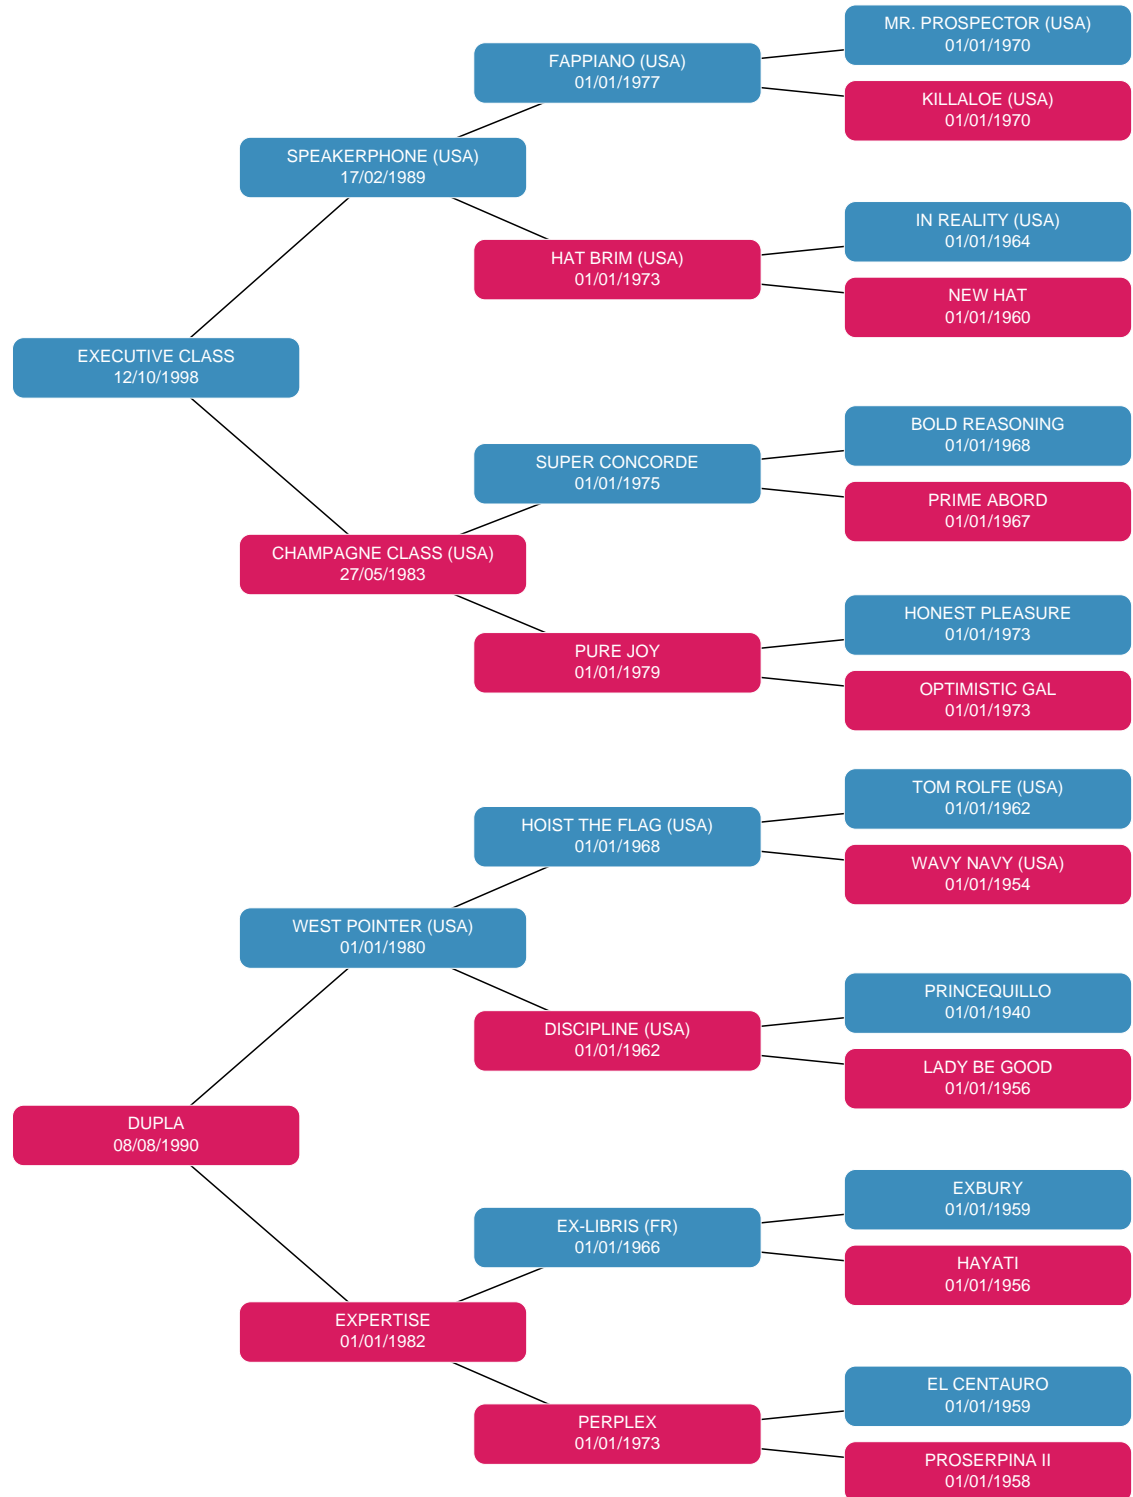 MR. PROSPECTOR (USA)
01/01/1970
FAPPIANO (USA)
01/01/1977
KILLALOE (USA)
01/01/1970
SPEAKERPHONE (USA)
17/02/1989
IN REALITY (USA)
01/01/1964
HAT BRIM (USA)
01/01/1973
NEW HAT
01/01/1960
EXECUTIVE CLASS
12/10/1998
BOLD REASONING
01/01/1968
SUPER CONCORDE
01/01/1975
PRIME ABORD
01/01/1967
CHAMPAGNE CLASS (USA)
27/05/1983
HONEST PLEASURE
01/01/1973
PURE JOY
01/01/1979
OPTIMISTIC GAL
01/01/1973
TOM ROLFE (USA)
01/01/1962
HOIST THE FLAG (USA)
01/01/1968
WAVY NAVY (USA)
01/01/1954
WEST POINTER (USA)
01/01/1980
PRINCEQUILLO
01/01/1940
DISCIPLINE (USA)
01/01/1962
LADY BE GOOD
01/01/1956
DUPLA
08/08/1990
EXBURY
01/01/1959
EX-LIBRIS (FR)
01/01/1966
HAYATI
01/01/1956
EXPERTISE
01/01/1982
EL CENTAURO
01/01/1959
PERPLEX
01/01/1973
PROSERPINA II
01/01/1958